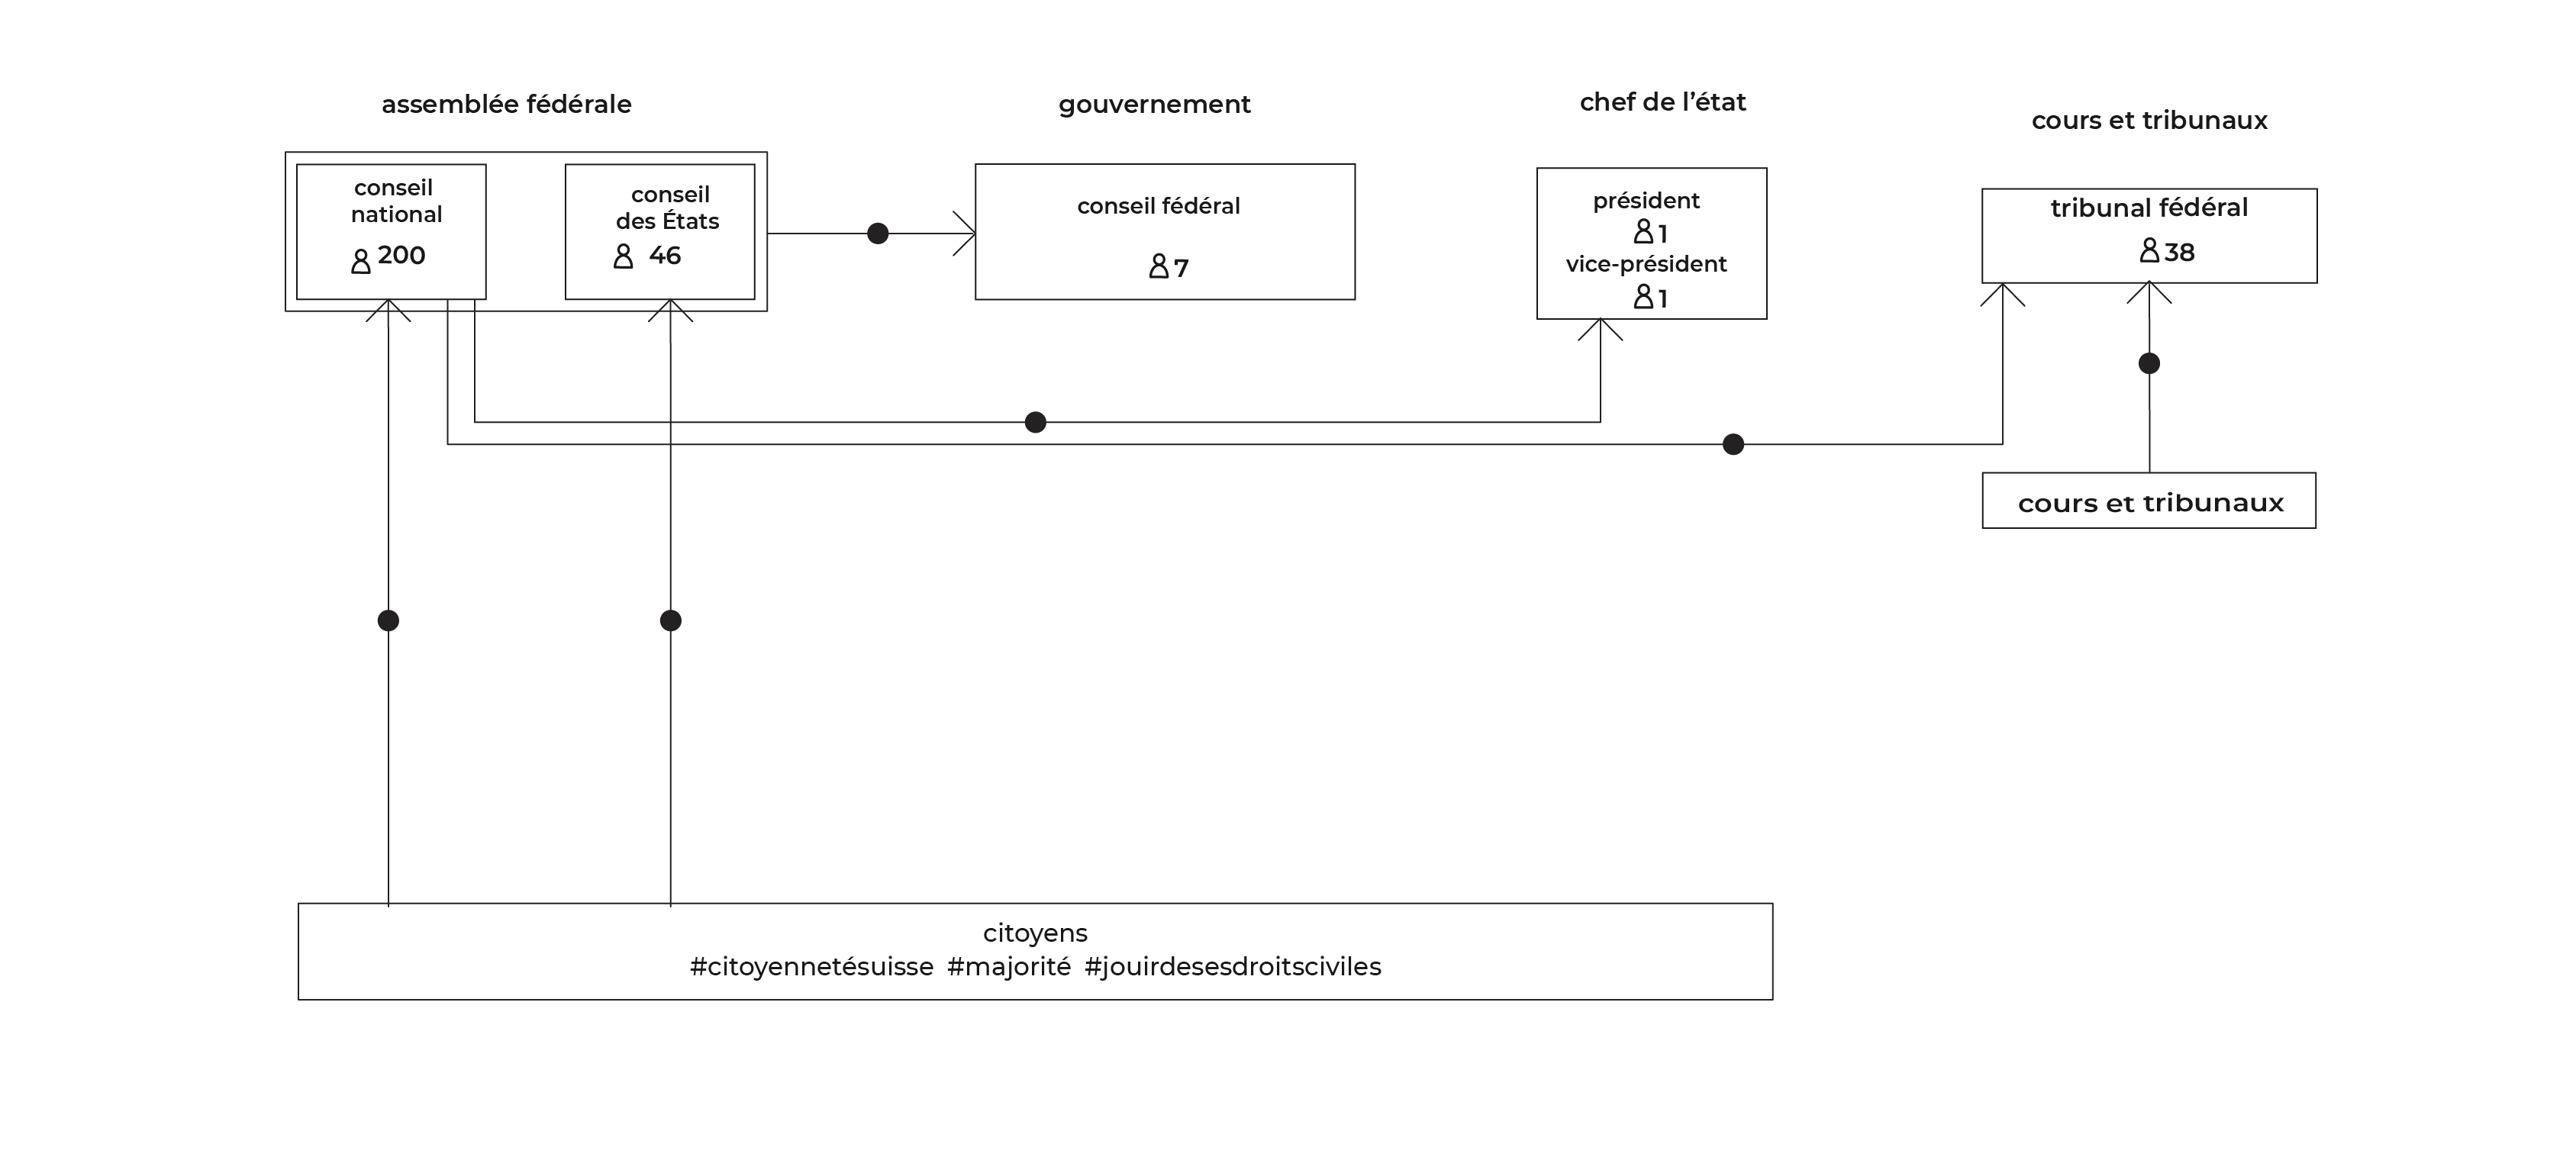 assemblée fédérale
conseil
national
200
conseil
des États
46
gouvernement
conseil fédéral
7
chef de l’état
président
1
vice-président
1
cours et tribunaux
tribunal fédéral
38
cours et tribunaux
citoyens
#citoyennetésuisse #majorité #jouirdesesdroitsciviles